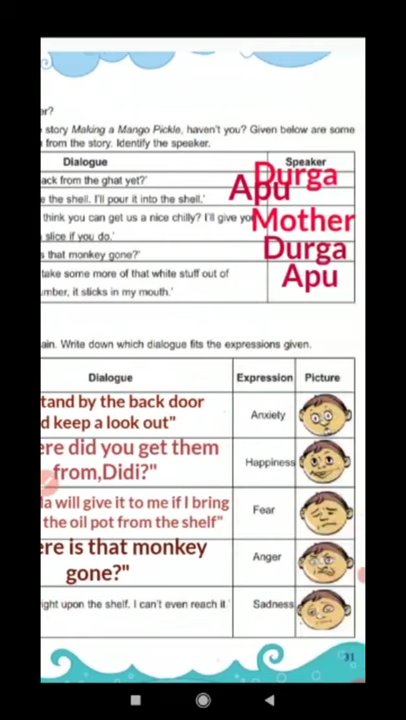 er?
story Making a Mango Pickle, haven't you? Given below are some
from the story. Identify the speaker.
Dialogue Speaker
ack from the ghat yet?' Durga
e the shell. I'll pour it into the shell.' Apu
think you can get us a nice chilly? I'll give you Mother
slice if you do.'
s that monkey gone?' Durga
take some more of that white stuff out of Apu
umber, it sticks in my mouth.'
ain. Write down which dialogue fits the expressions given.
Dialogue Expression Picture
tand by the back door Anxiety
d keep a look out"
ere did you get them Happiness
from,Didi?"
la will give it to me if I bring Fear
the oil pot from the shelf"
ere is that monkey Anger
gone?"
ight upon the shelf. I can't even reach it.' Sadness
31